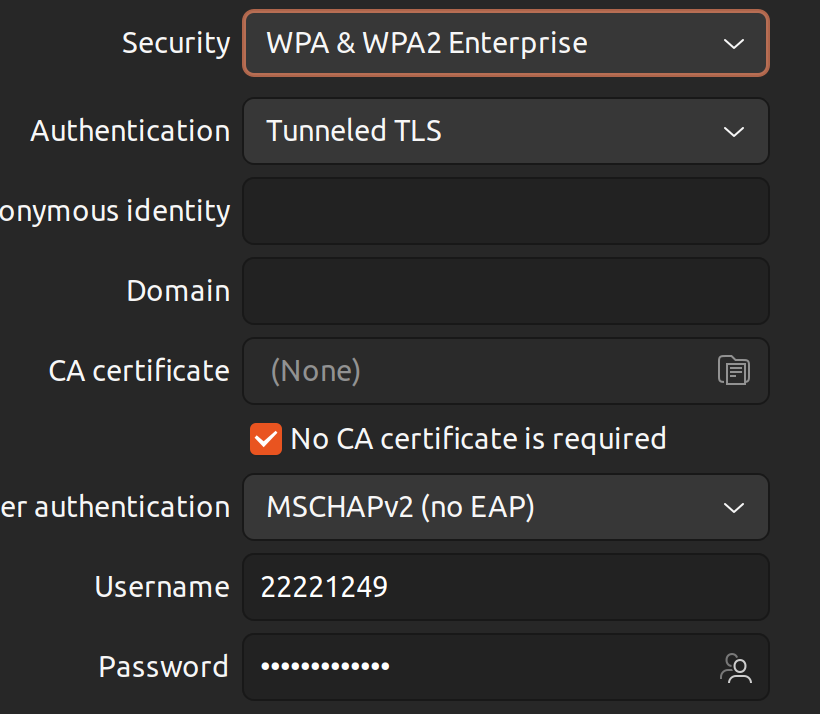 Security WPA & WPA2 Enterprise
Authentication Tunneled TLS
onymous identity
Domain
CA certificate (None)
No CA certificate is required
er authentication MSCHAPv2 (no EAP)
Username 22221249
Password •••••••••••••